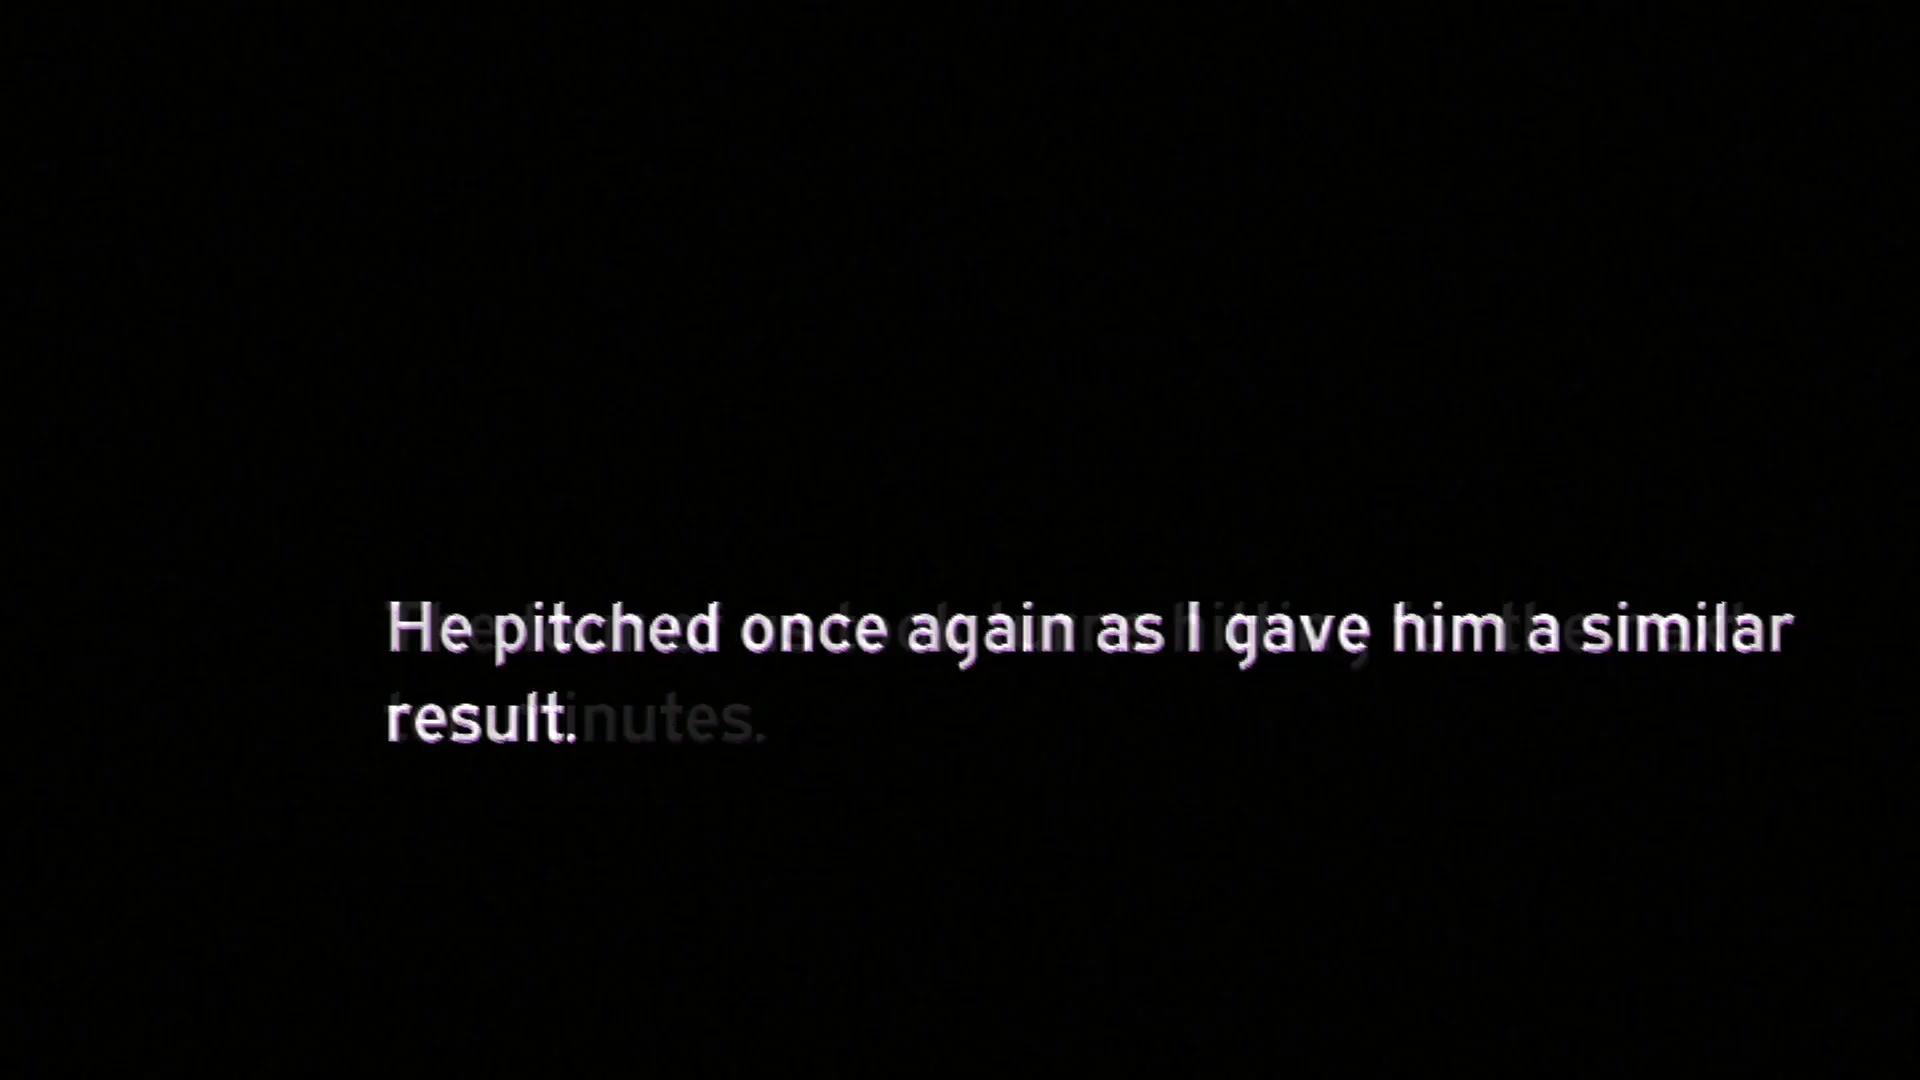 He pitched once again as I gave him a similar
result.